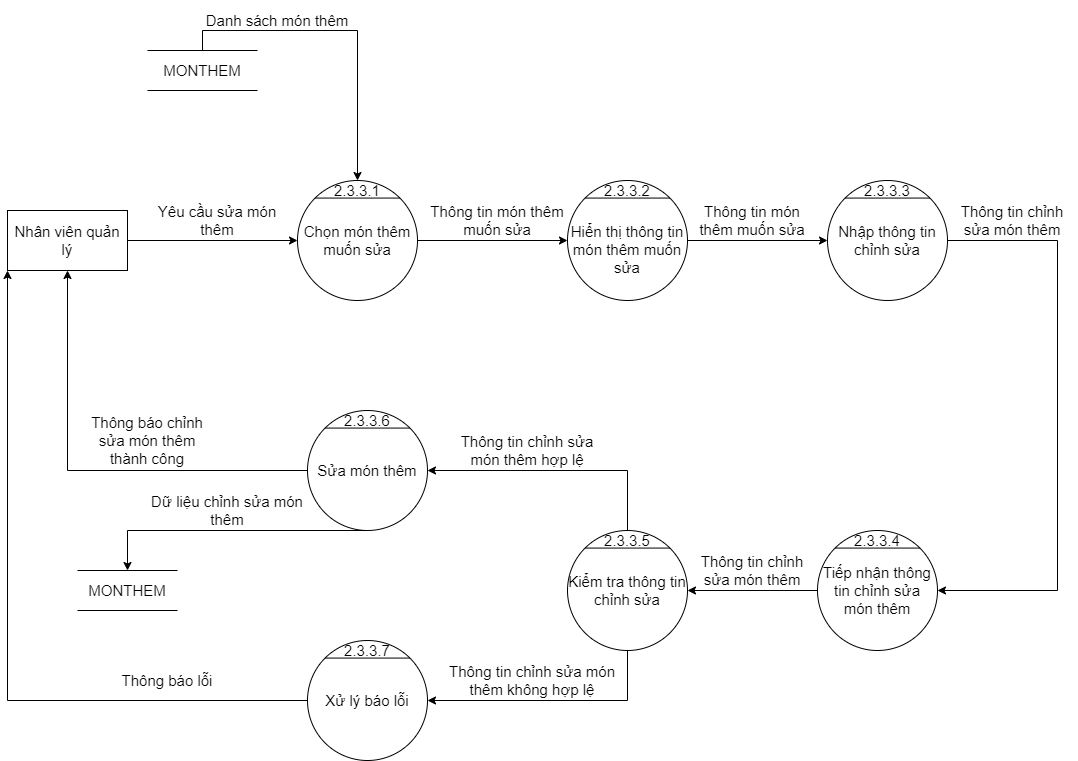 Danh sách món thêm
MONTHEM
2.3.3.1
Chọn món thêm
muốn sửa
2.3.3.2
Hiển thị thông tin
món thêm muốn
sửa
2.3.3.3
Nhập thông tin
chỉnh sửa
Nhân viên quản
lý
Yêu cầu sửa món
thêm
Thông tin món thêm
muốn sửa
Thông tin món
thêm muốn sửa
Thông tin chỉnh
sửa món thêm
Thông báo chỉnh
sửa món thêm
thành công
2.3.3.6
Sửa món thêm
Thông tin chỉnh sửa
món thêm hợp lệ
Dữ liệu chỉnh sửa món
thêm
MONTHEM
2.3.3.5
Kiểm tra thông tin
chỉnh sửa
Thông tin chỉnh
sửa món thêm
2.3.3.4
Tiếp nhận thông
tin chỉnh sửa
món thêm
2.3.3.7
Xử lý báo lỗi
Thông báo lỗi
Thông tin chỉnh sửa món
thêm không hợp lệ